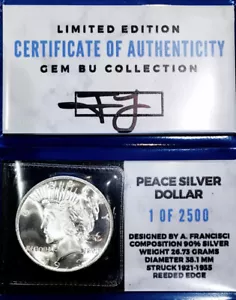 LIMITED EDITION
CERTIFICATE OF AUTHENTICITY
GEM BU COLLECTION
PEACE SILVER
DOLLAR
1 OF 2500
DESIGNED BY A. FRANCISCI
COMPOSITION 90% SILVER
WEIGHT 26.73 GRAMS
DIAMETER 38.1 MM
STRUCK 1921-1935
REEDED EDGE